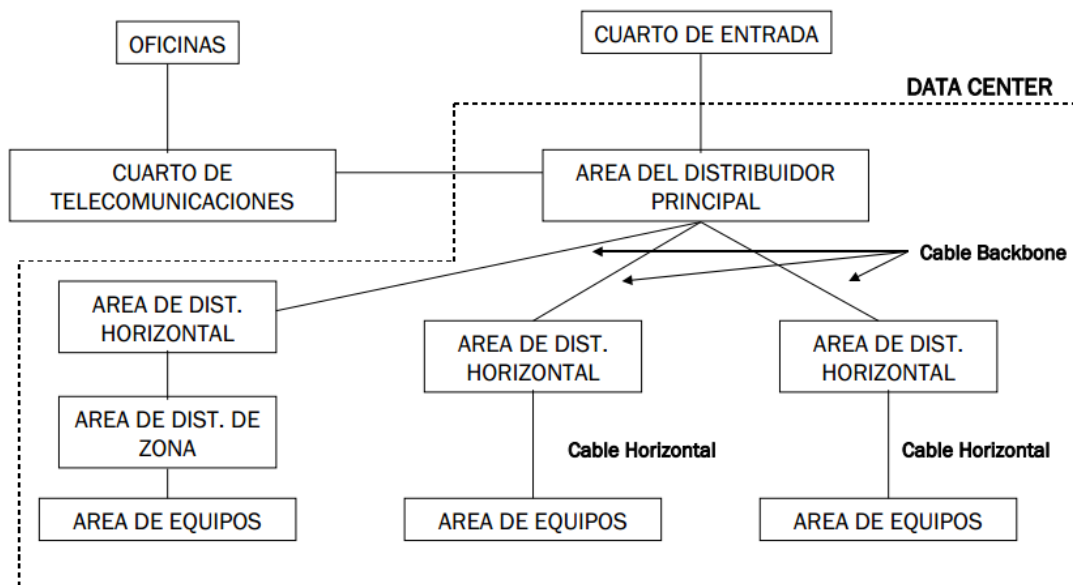 OFICINAS
CUARTO DE ENTRADA
DATA CENTER
CUARTO DE
TELECOMUNICACIONES
AREA DEL DISTRIBUIDOR
PRINCIPAL
Cable Backbone
AREA DE DIST.
HORIZONTAL
AREA DE DIST.
HORIZONTAL
AREA DE DIST.
HORIZONTAL
AREA DE DIST. DE
ZONA
Cable Horizontal
Cable Horizontal
AREA DE EQUIPOS
AREA DE EQUIPOS
AREA DE EQUIPOS